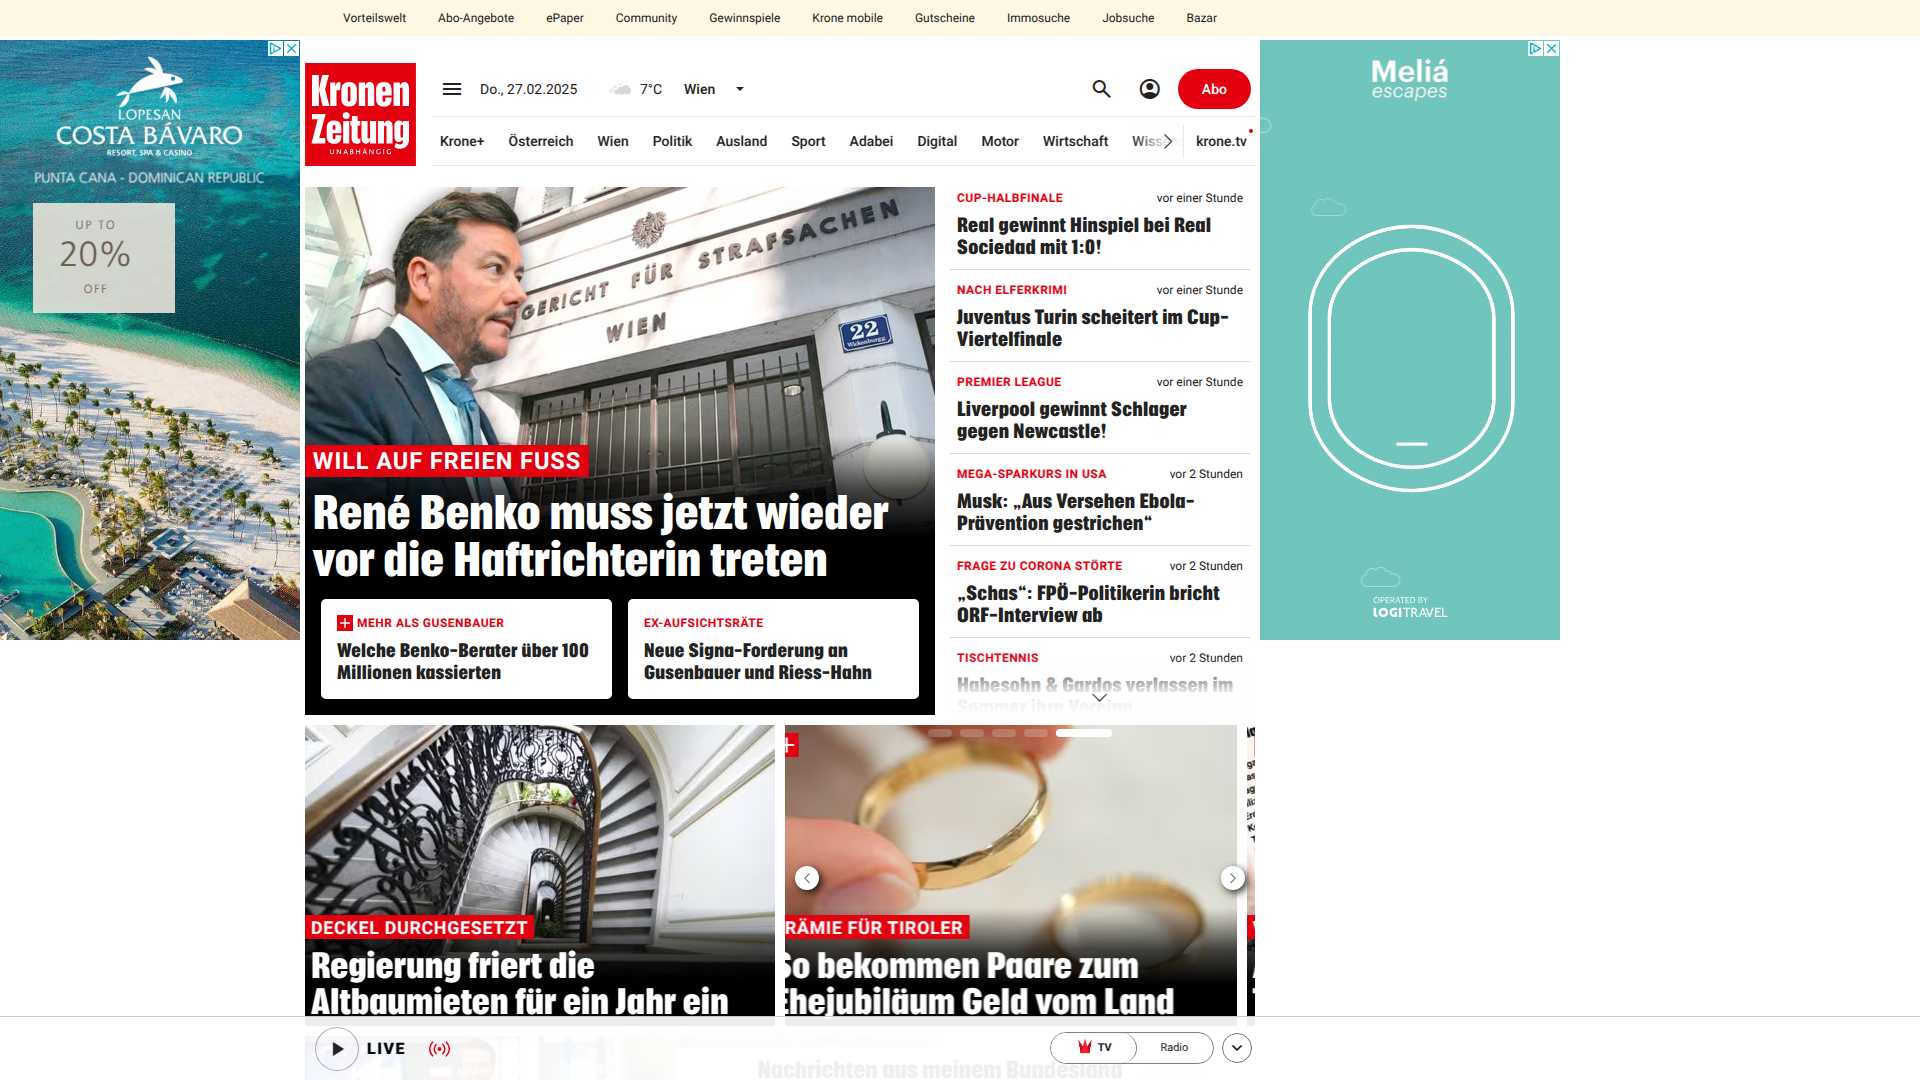 Vorteilswelt
Abo-Angebote
ePaper
Community
Gewinnspiele
Krone mobile
Gutscheine
Immosuche
Jobsuche
Bazar
LOPESAN
COSTA BÁVARO
RESORT, SPA & CASINO
PUNTA CANA - DOMINICAN REPUBLIC
UP TO
20%
OFF
Kronen
Zeitung
UNABHÄNGIG
Do., 27.02.2025
7°C
Wien
Abo
Krone+
Österreich
Wien
Politik
Ausland
Sport
Adabei
Digital
Motor
Wirtschaft
krone.tv
GERICHT FÜR STRAFSACHEN
WIEN
22
Wickenburgg
WILL AUF FREIEN FUSS
René Benko muss jetzt wieder
vor die Haftrichterin treten
MEHR ALS GUSENBAUER
Welche Benko-Berater über 100
Millionen kassierten
EX-AUFSICHTSRÄTE
Neue Signa-Forderung an
Gusenbauer und Riess-Hahn
CUP-HALBFINALE vor einer Stunde
Real gewinnt Hinspiel bei Real
Sociedad mit 1:0!
NACH ELFERKRIMI vor einer Stunde
Juventus Turin scheitert im Cup-
Viertelfinale
PREMIER LEAGUE vor einer Stunde
Liverpool gewinnt Schlager
gegen Newcastle!
MEGA-SPARKURS IN USA vor 2 Stunden
Musk: „Aus Versehen Ebola-
Prävention gestrichen“
FRAGE ZU CORONA STÖRTE vor 2 Stunden
„Schas“: FPÖ-Politikerin bricht
ORF-Interview ab
TISCHTENNIS vor 2 Stunden
Habesohn & Gardos verlassen im
Sommer ihre Vereine
Meliá
escapes
OPERATED BY
LOGITRAVEL
DECKEL DURCHGESETZT
Regierung friert die
Altbaumieten für ein Jahr ein
RÄMIE FÜR TIROLER
So bekommen Paare zum
Ehejubiläum Geld vom Land
LIVE
TV
Radio
Nachrichten aus meinem Bundesland